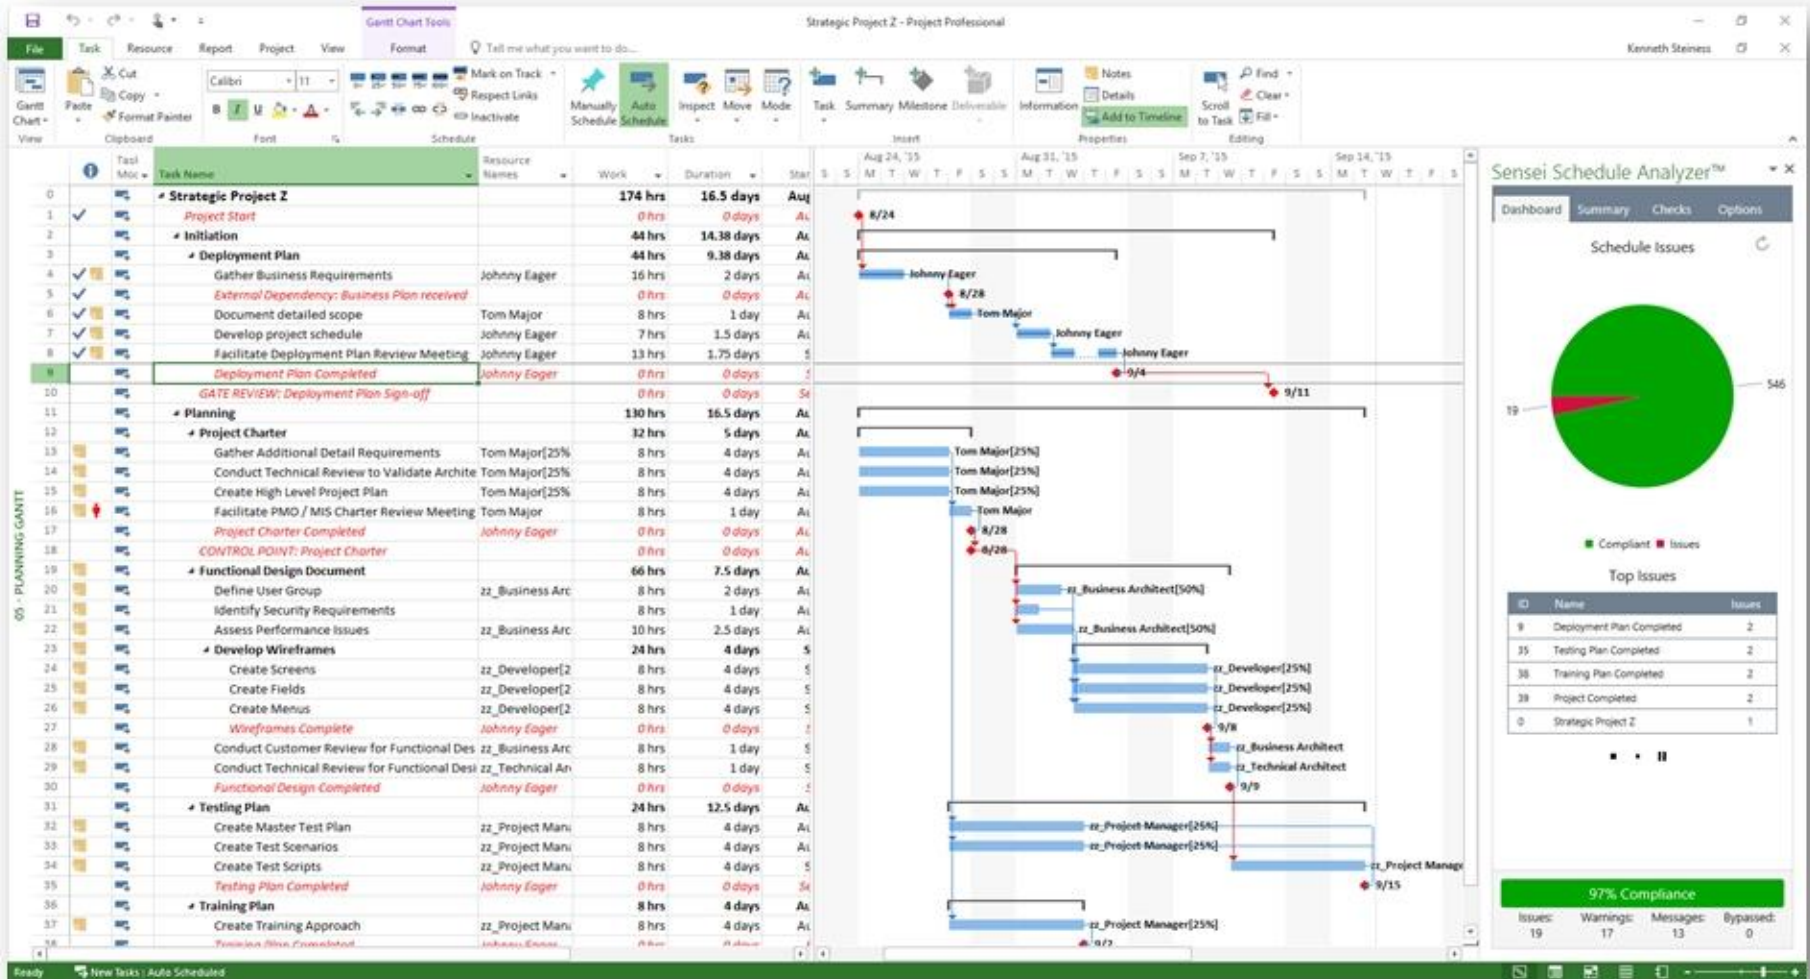 Gantt Chart Tools
Strategic Project Z - Project Professional
File Task Resource Report Project View Format Tell me what you want to do...
Kenneth Steiness
Gantt Chart
Paste
Cut
Copy
Format Painter
Calibri 11
B I U A
Mark on Track
Respect Links
Inactivate
Manually Schedule
Auto Schedule
Inspect Move Mode
Task Summary Milestone Deliverable
Information
Notes
Details
Add to Timeline
Scroll to Task
Find
Clear
Fill
View Clipboard Font Schedule Tasks Insert Properties Editing
Task Name Resource Names Work Duration
Aug 24, '15 Aug 31, '15 Sep 7, '15 Sep 14, '15
S S M T W T F S S M T W T F S S M T W T F S S M T W T F S
0 Strategic Project Z 174 hrs 16.5 days Aug
1 Project Start 0 hrs 0 days 8/24
2 Initiation 44 hrs 14.38 days
3 Deployment Plan 44 hrs 9.38 days
4 Gather Business Requirements Johnny Eager 16 hrs 2 days Johnny Eager
5 External Dependency: Business Plan received 0 hrs 0 days 8/28
6 Document detailed scope Tom Major 8 hrs 1 day Tom Major
7 Develop project schedule Johnny Eager 7 hrs 1.5 days Johnny Eager
8 Facilitate Deployment Plan Review Meeting Johnny Eager 13 hrs 1.75 days Johnny Eager
9 Deployment Plan Completed Johnny Eager 0 hrs 0 days 9/4
10 GATE REVIEW: Deployment Plan Sign-off 0 hrs 0 days 9/11
11 Planning 130 hrs 16.5 days
12 Project Charter 32 hrs 5 days
13 Gather Additional Detail Requirements Tom Major[25% 8 hrs 4 days Tom Major[25%]
14 Conduct Technical Review to Validate Archite Tom Major[25% 8 hrs 4 days Tom Major[25%]
15 Create High Level Project Plan Tom Major[25% 8 hrs 4 days Tom Major[25%]
16 Facilitate PMO / MIS Charter Review Meeting Tom Major 8 hrs 1 day Tom Major
17 Project Charter Completed Johnny Eager 0 hrs 0 days 8/28
18 CONTROL POINT: Project Charter 0 hrs 0 days 8/28
19 Functional Design Document 66 hrs 7.5 days
20 Define User Group zz_Business Arc 8 hrs 2 days zz_Business Architect[50%]
21 Identify Security Requirements 8 hrs 1 day
22 Assess Performance Issues zz_Business Arc 10 hrs 2.5 days zz_Business Architect[50%]
23 Develop Wireframes 24 hrs 4 days
24 Create Screens zz_Developer[2 8 hrs 4 days zz_Developer[25%]
25 Create Fields zz_Developer[2 8 hrs 4 days zz_Developer[25%]
26 Create Menus zz_Developer[2 8 hrs 4 days zz_Developer[25%]
27 Wireframes Complete Johnny Eager 0 hrs 0 days 9/8
28 Conduct Customer Review for Functional Des zz_Business Arc 8 hrs 1 day zz_Business Architect
29 Conduct Technical Review for Functional Desi zz_Technical Ar 8 hrs 1 day zz_Technical Architect
30 Functional Design Completed Johnny Eager 0 hrs 0 days 9/9
31 Testing Plan 24 hrs 12.5 days
32 Create Master Test Plan zz_Project Man 8 hrs 4 days zz_Project Manager[25%]
33 Create Test Scenarios zz_Project Man 8 hrs 4 days zz_Project Manager[25%]
34 Create Test Scripts zz_Project Man 8 hrs 4 days zz_Project Manage
35 Testing Plan Completed Johnny Eager 0 hrs 0 days 9/15
36 Training Plan 8 hrs 4 days
37 Create Training Approach zz_Project Man 8 hrs 4 days zz_Project Manager[25%]
05 - PLANNING GANTT
Sensei Schedule Analyzer™
Dashboard Summary Checks Options
Schedule Issues
546
19
Compliant Issues
Top Issues
ID Name Issues
9 Deployment Plan Completed 2
35 Testing Plan Completed 2
38 Training Plan Completed 2
39 Project Completed 2
0 Strategic Project Z 1
97% Compliance
Issues: Warnings: Messages: Bypassed:
19 17 13 0
Ready New Tasks : Auto Scheduled